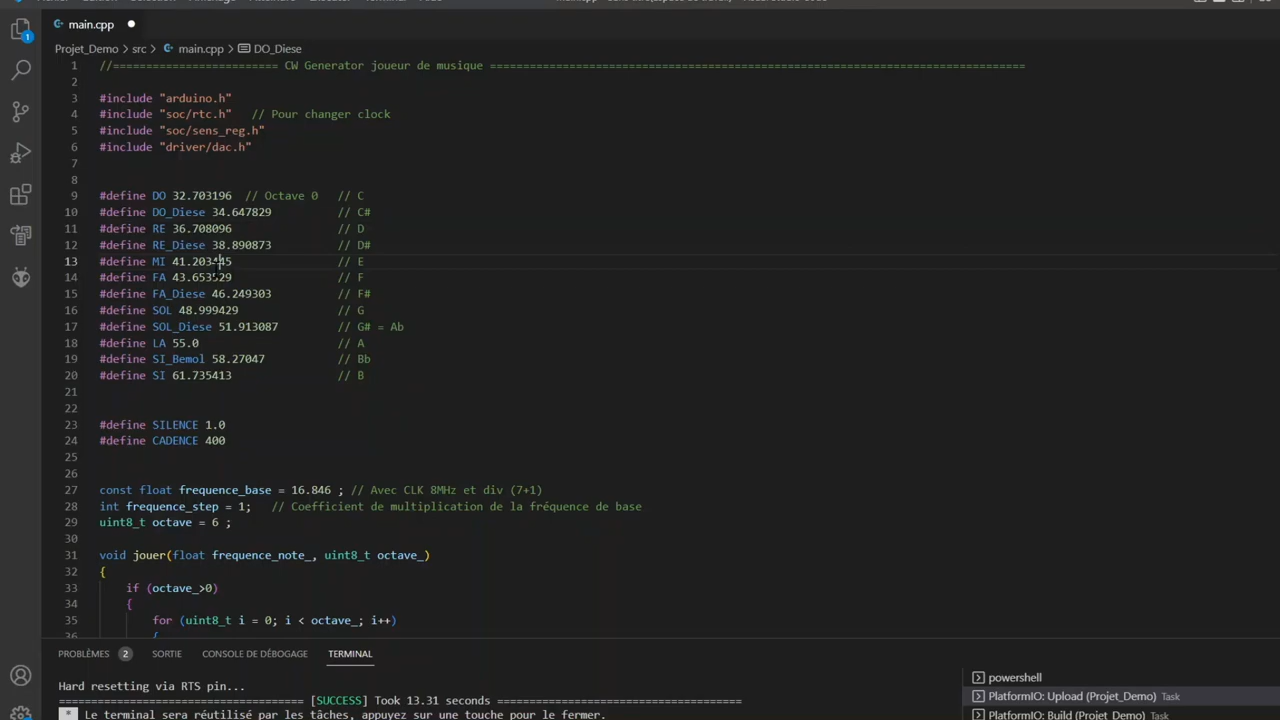 main.cpp
Projet_Demo > src > main.cpp > DO_Diese
1 //========================= CW Generator joueur de musique =================================================================================
2
3 #include "arduino.h"
4 #include "soc/rtc.h" // Pour changer clock
5 #include "soc/sens_reg.h"
6 #include "driver/dac.h"
7
8
9 #define DO 32.703196 // Octave 0 // C
10 #define DO_Diese 34.647829 // C#
11 #define RE 36.708096 // D
12 #define RE_Diese 38.890873 // D#
13 #define MI 41.203445 // E
14 #define FA 43.653529 // F
15 #define FA_Diese 46.249303 // F#
16 #define SOL 48.999429 // G
17 #define SOL_Diese 51.913087 // G# = Ab
18 #define LA 55.0 // A
19 #define SI_Bemol 58.27047 // Bb
20 #define SI 61.735413 // B
21
22
23 #define SILENCE 1.0
24 #define CADENCE 400
25
26
27 const float frequence_base = 16.846 ; // Avec CLK 8MHz et div (7+1)
28 int frequence_step = 1; // Coefficient de multiplication de la fréquence de base
29 uint8_t octave = 6 ;
30
31 void jouer(float frequence_note_, uint8_t octave_)
32 {
33 if (octave_>0)
34 {
35 for (uint8_t i = 0; i < octave_; i++)
36 {
PROBLÈMES 2 SORTIE CONSOLE DE DÉBOGAGE TERMINAL
Hard resetting via RTS pin...
===================================== [SUCCESS] Took 13.31 seconds =====================================
* Le terminal sera réutilisé par les tâches, appuyez sur une touche pour le fermer.
powershell
PlatformIO: Upload (Projet_Demo) Task
PlatformIO: Build (Projet_Demo) Task
1